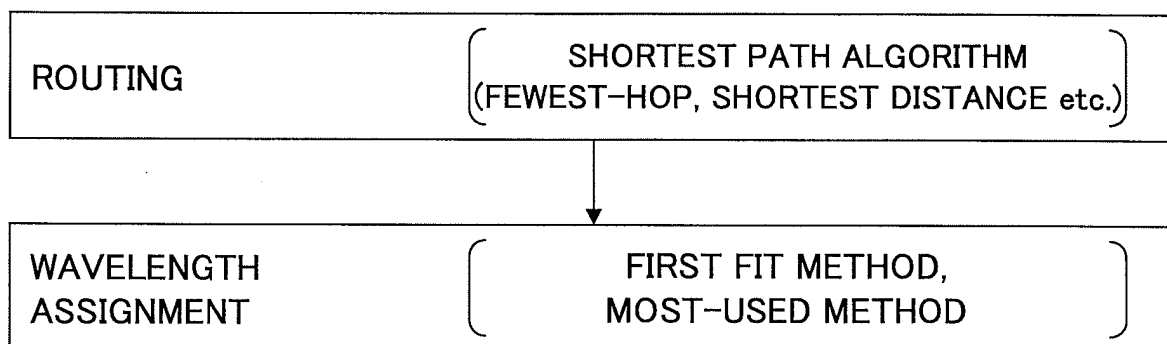 ROUTING
SHORTEST PATH ALGORITHM
(FEWEST-HOP, SHORTEST DISTANCE etc.)
WAVELENGTH
ASSIGNMENT
FIRST FIT METHOD,
MOST-USED METHOD